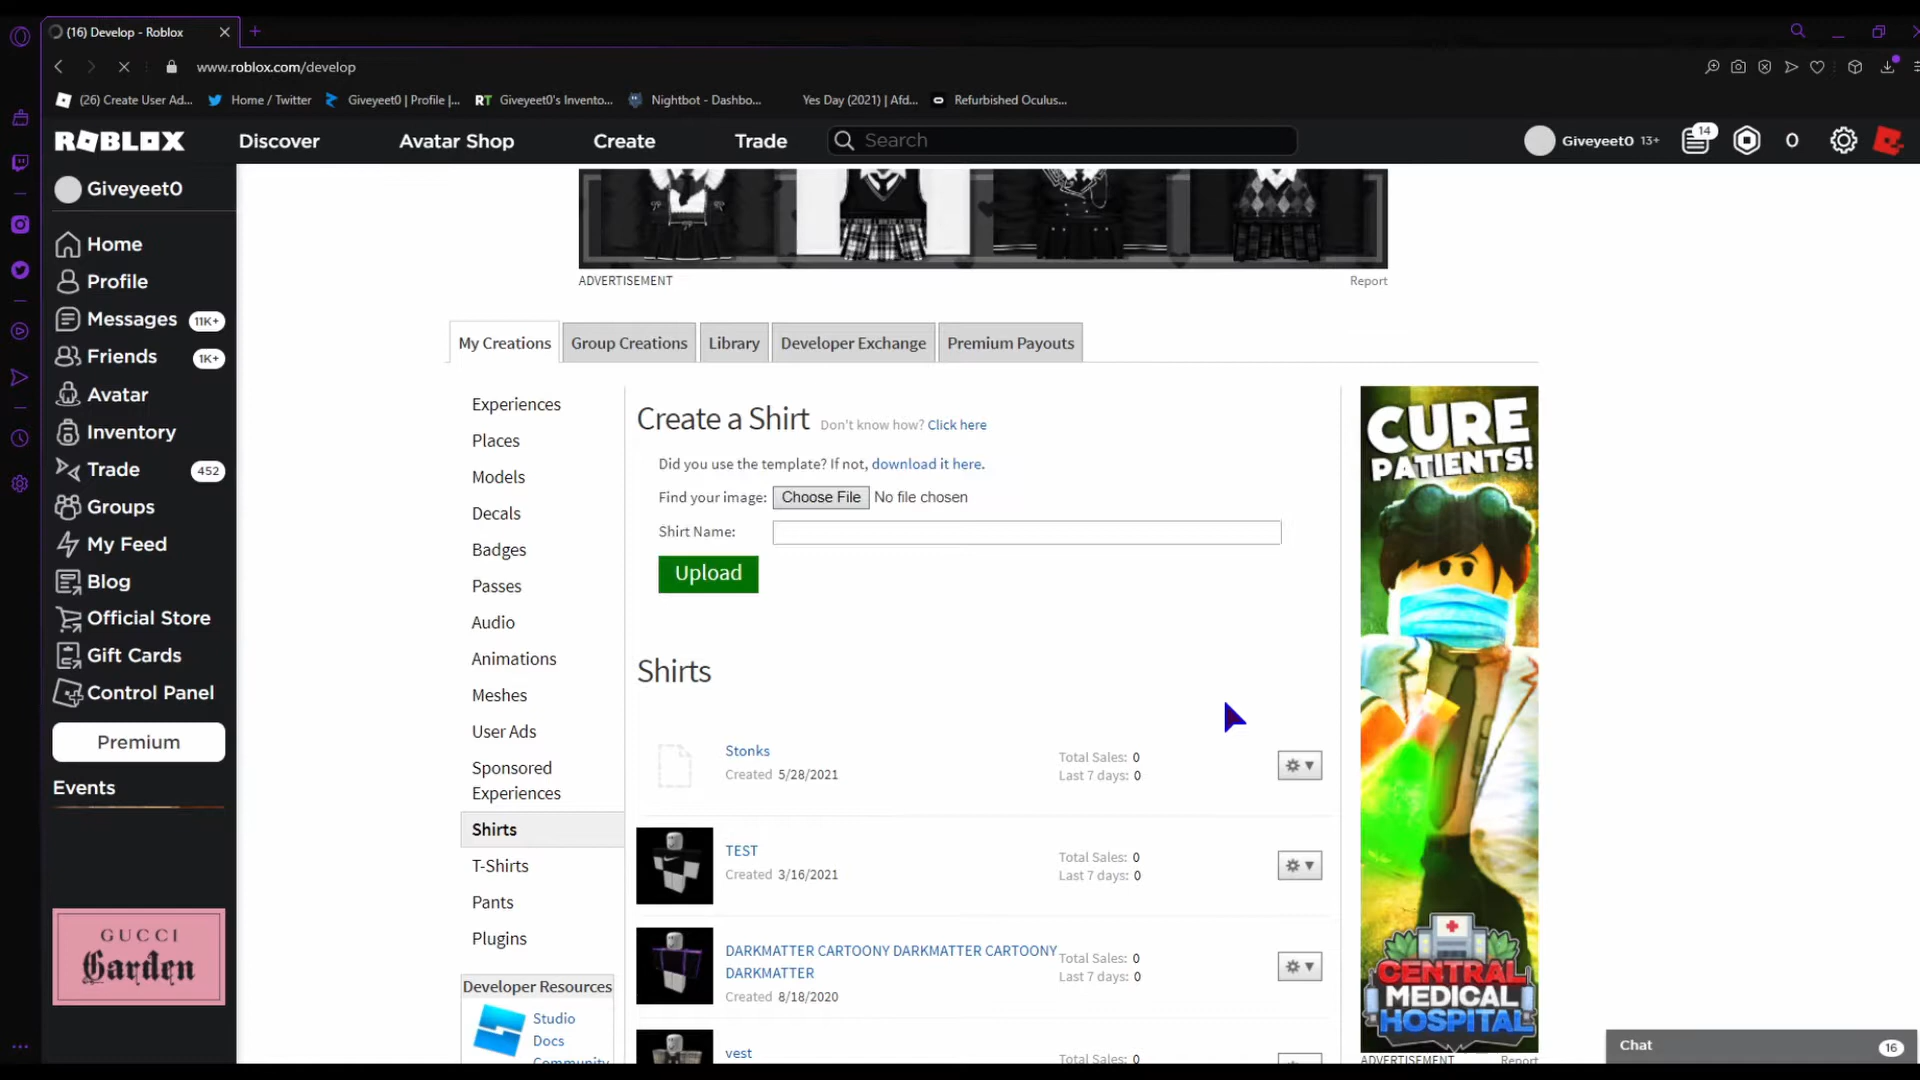 (16) Develop - Roblox
www.roblox.com/develop
(26) Create User Ad...
Home / Twitter
Giveyeet0 | Profile |...
RT Giveyeet0's Invento...
Nightbot - Dashbo...
Yes Day (2021) | Afd...
Refurbished Oculus...
ROBLOX
Discover
Avatar Shop
Create
Trade
Search
Giveyeet0 13+
14
0
Giveyeet0
Home
Profile
Messages 11K+
Friends 1K+
Avatar
Inventory
Trade 452
Groups
My Feed
Blog
Official Store
Gift Cards
Control Panel
Premium
Events
GUCCI
Garden
ADVERTISEMENT
Report
My Creations
Group Creations
Library
Developer Exchange
Premium Payouts
Experiences
Places
Models
Decals
Badges
Passes
Audio
Animations
Meshes
User Ads
Sponsored
Experiences
Shirts
T-Shirts
Pants
Plugins
Developer Resources
Studio
Docs
Community
Create a Shirt Don't know how? Click here
Did you use the template? If not, download it here.
Find your image: Choose File No file chosen
Shirt Name:
Upload
Shirts
Stonks
Created 5/28/2021
Total Sales: 0
Last 7 days: 0
TEST
Created 3/16/2021
Total Sales: 0
Last 7 days: 0
DARKMATTER CARTOONY DARKMATTER CARTOONY
DARKMATTER
Created 8/18/2020
Total Sales: 0
Last 7 days: 0
vest
Total Sales: 0
CURE
PATIENTS!
CENTRAL
MEDICAL
HOSPITAL
ADVERTISEMENT
Report
Chat
16